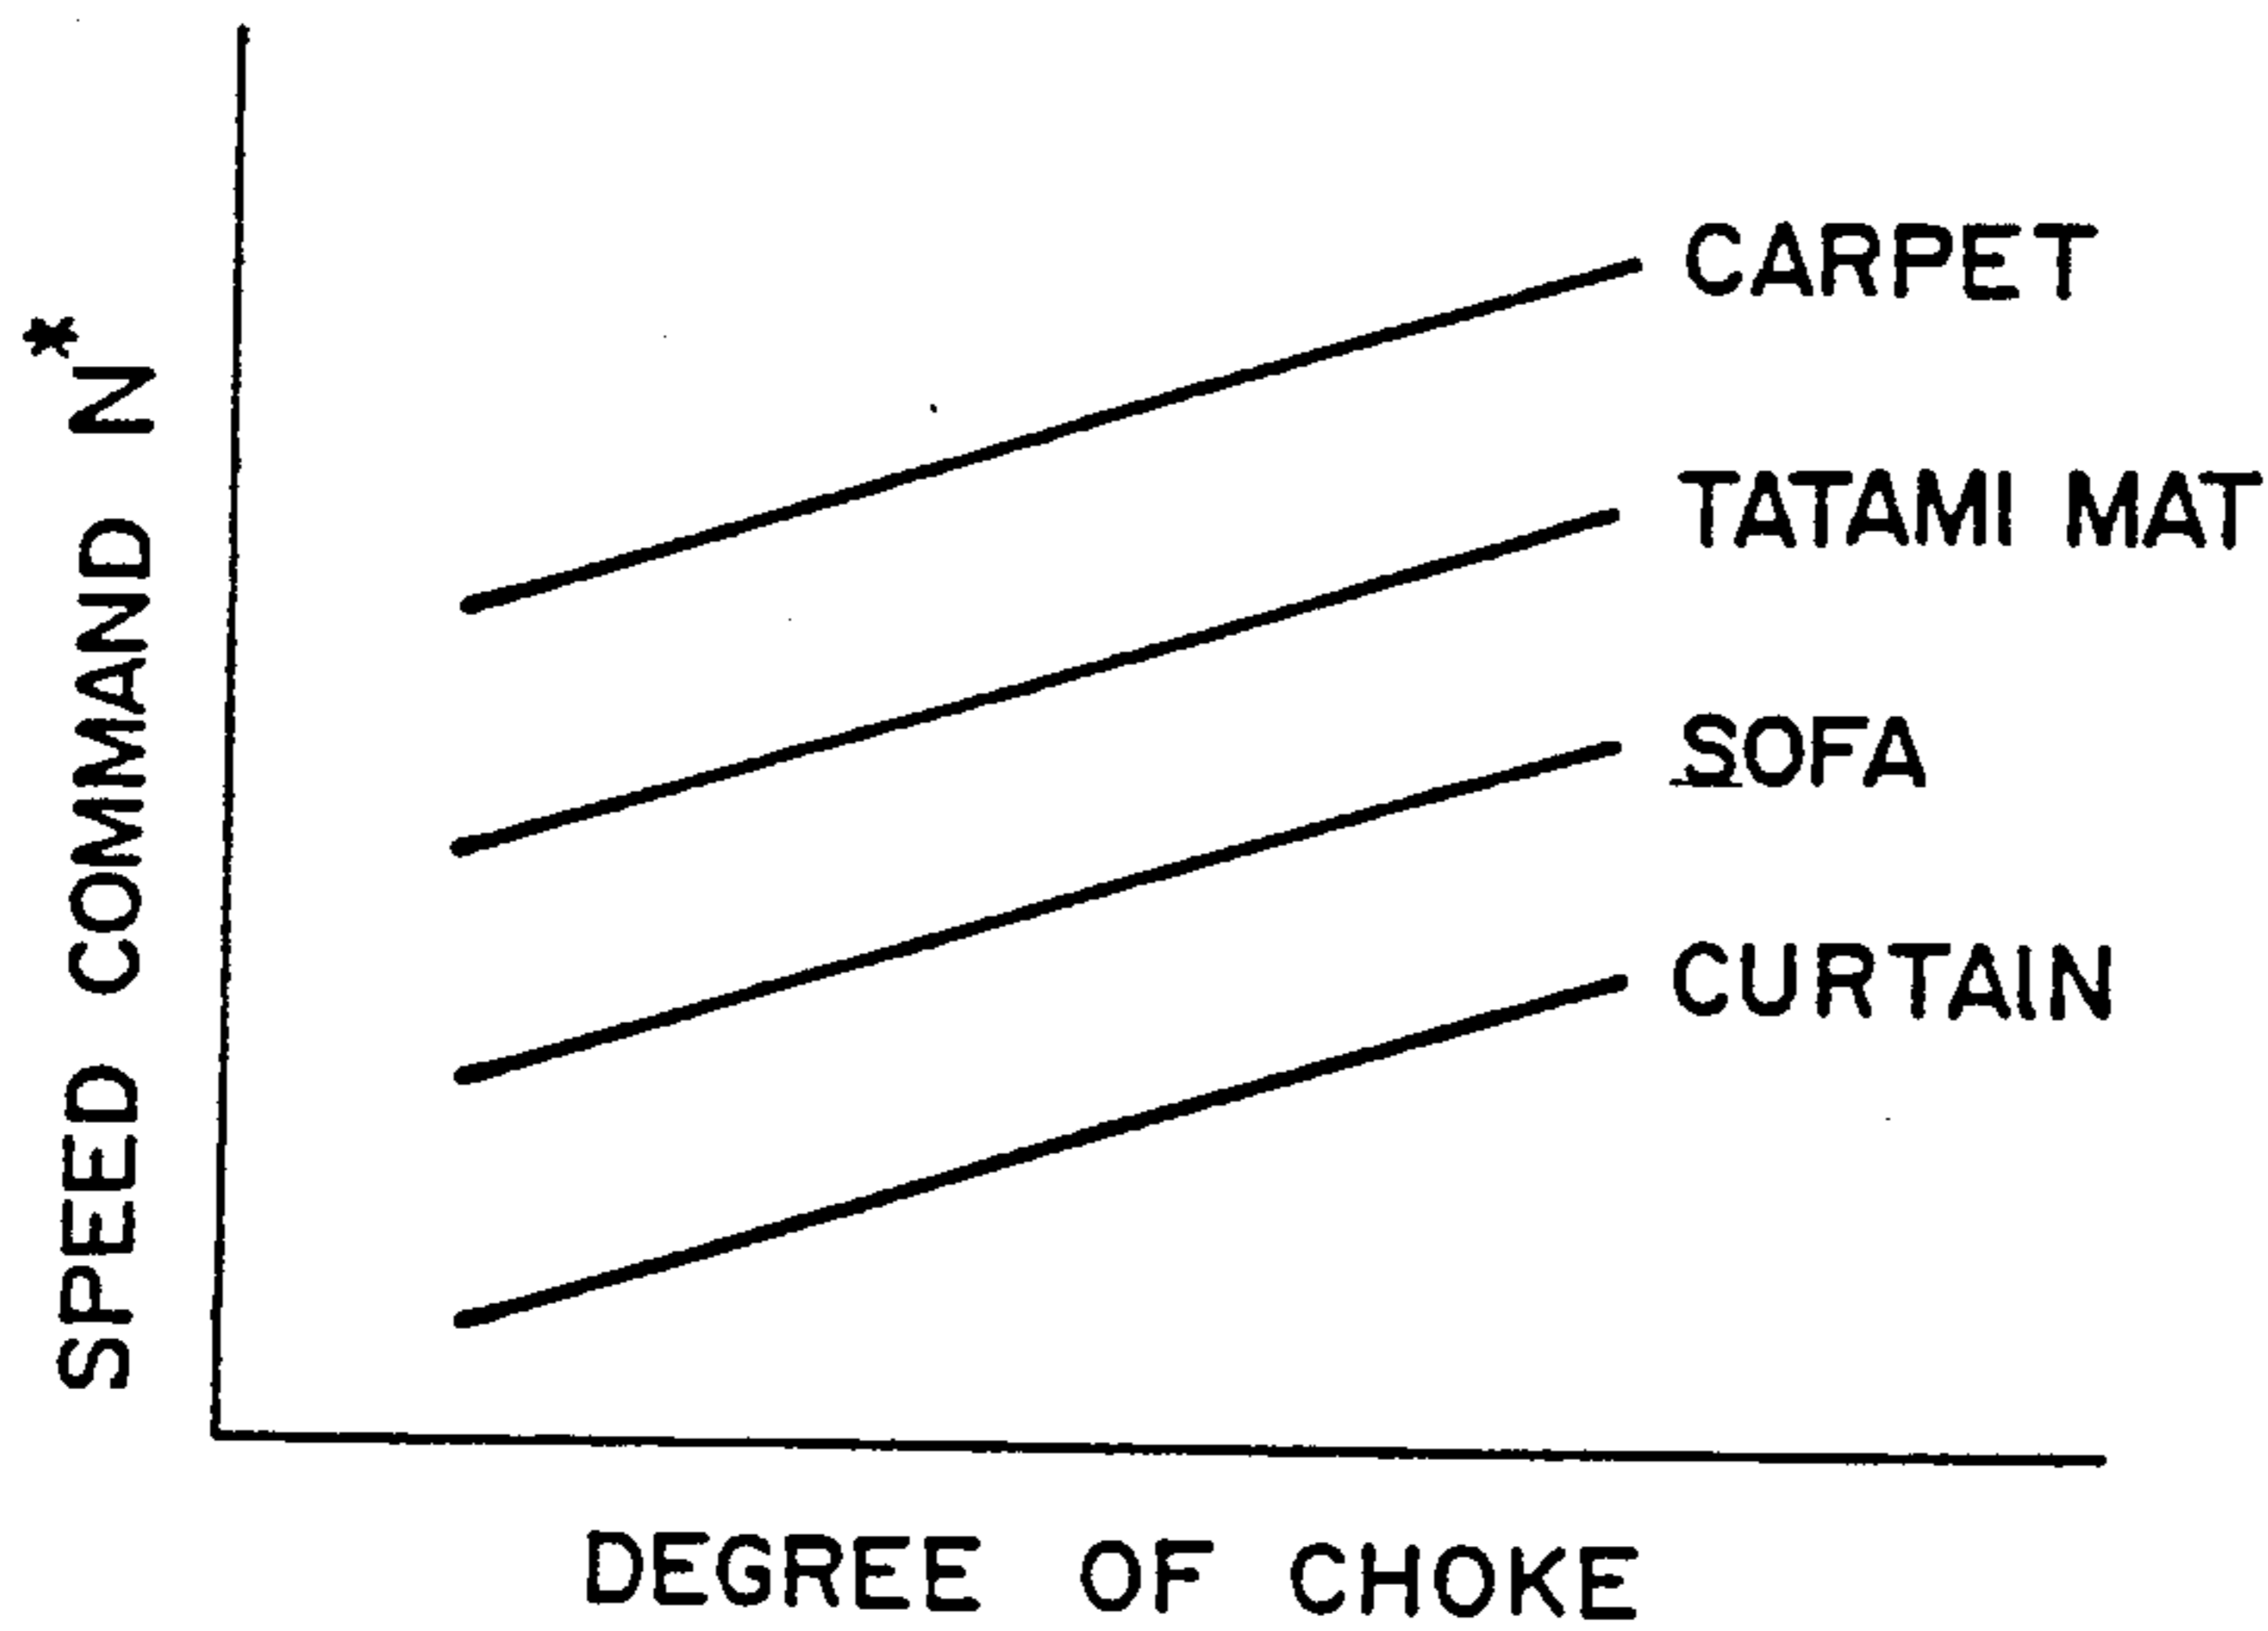 SPEED COMMAND N*
CARPET
TATAMI MAT
SOFA
CURTAIN
DEGREE OF CHOKE